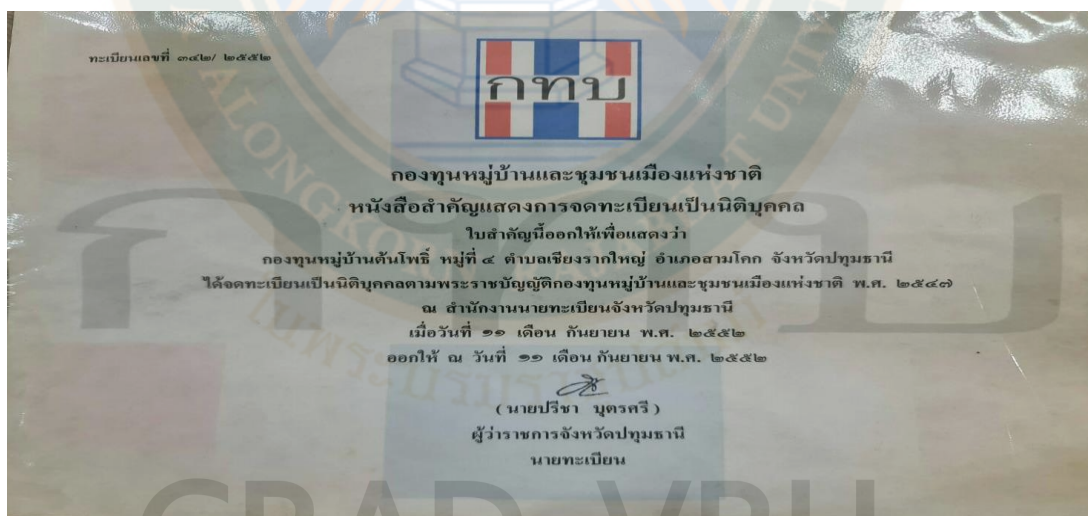 ทะเบียนเลขที่ ๓๔๒/ ๒๕๕๒
กทบ
กองทุนหมู่บ้านและชุมชนเมืองแห่งชาติ
หนังสือสำคัญแสดงการจดทะเบียนเป็นนิติบุคคล
ใบสำคัญนี้ออกให้เพื่อแสดงว่า
กองทุนหมู่บ้านต้นโพธิ์ หมู่ที่ ๔ ตำบลเชียงรากใหญ่ อำเภอสามโคก จังหวัดปทุมธานี
ได้จดทะเบียนเป็นนิติบุคคลตามพระราชบัญญัติกองทุนหมู่บ้านและชุมชนเมืองแห่งชาติ พ.ศ. ๒๕๔๗
ณ สำนักงานนายทะเบียนจังหวัดปทุมธานี
เมื่อวันที่ ๑๑ เดือน กันยายน พ.ศ. ๒๕๕๒
ออกให้ ณ วันที่ ๑๑ เดือน กันยายน พ.ศ. ๒๕๕๒
(นายปรีชา บุตรศรี)
ผู้ว่าราชการจังหวัดปทุมธานี
นายทะเบียน
กทบ
ALONGKORN RAJABHAT UNIV
GRAD VRU